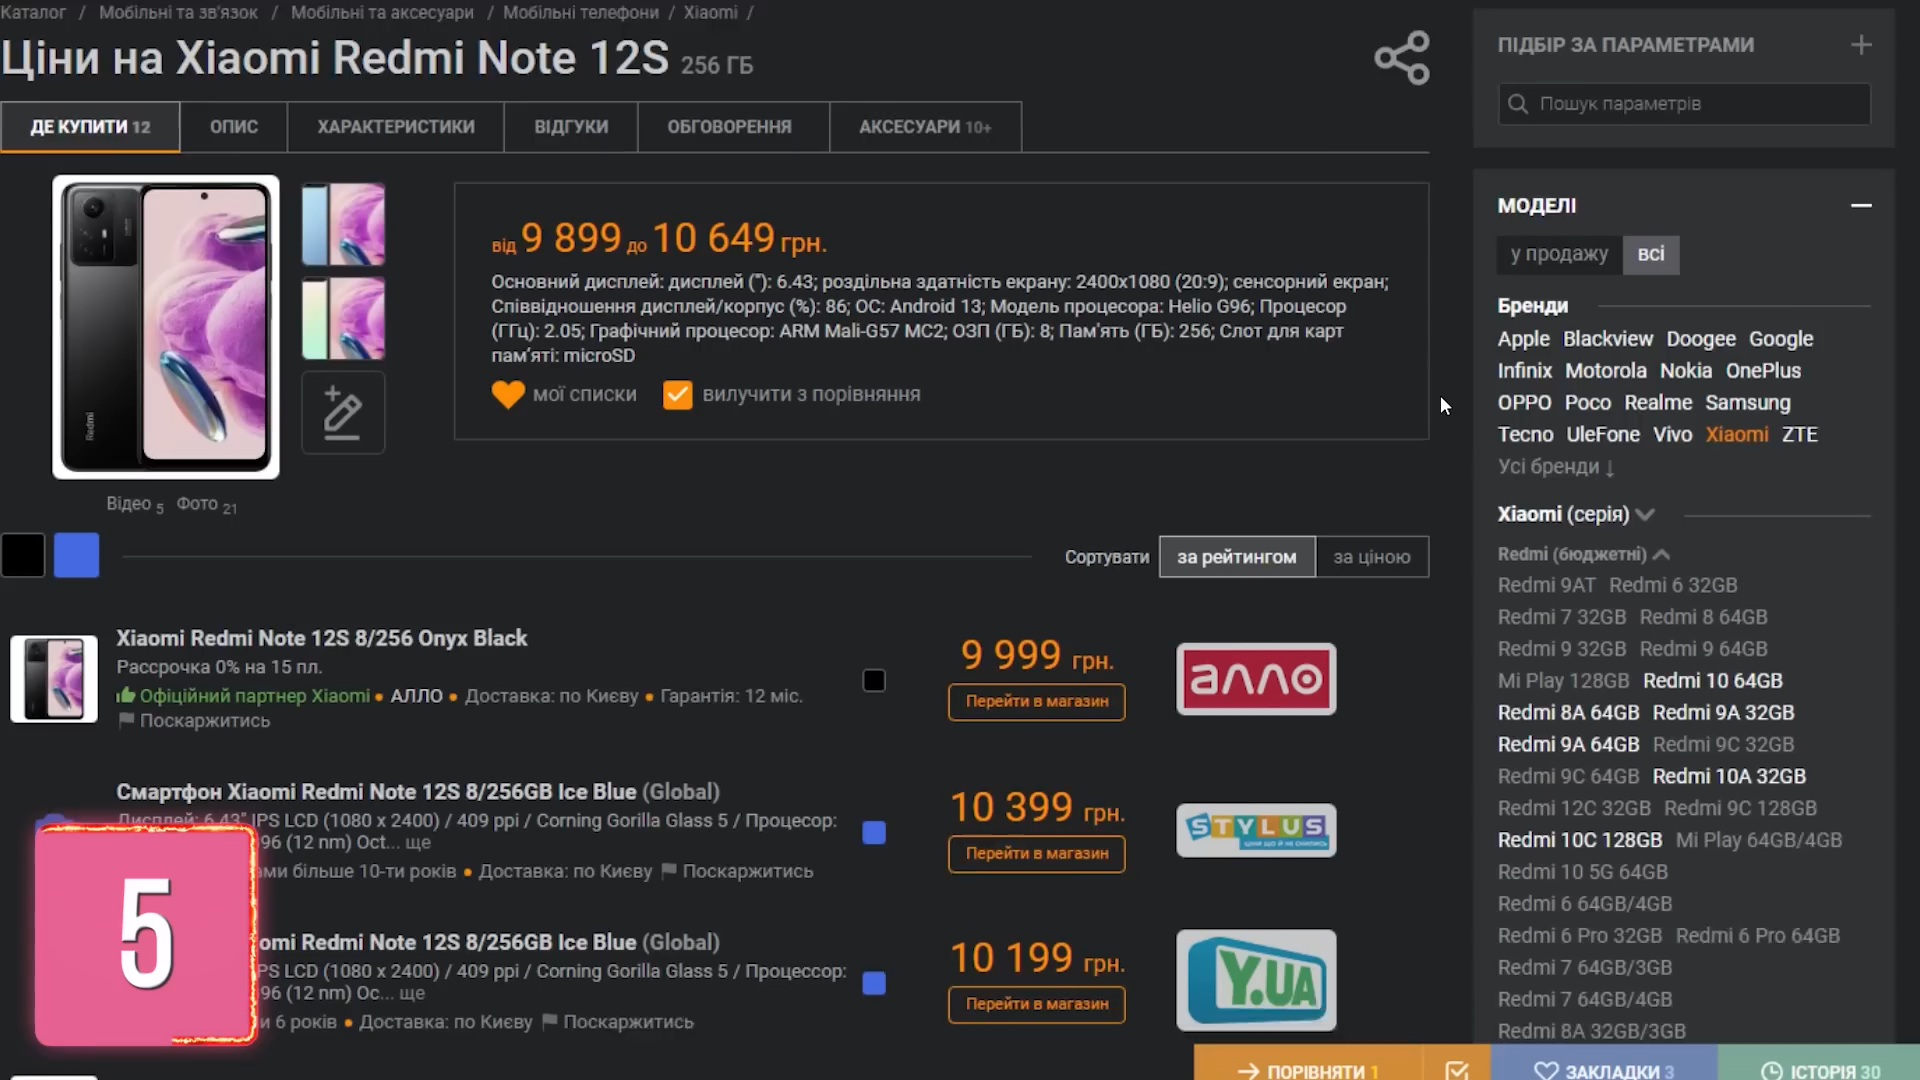 Каталог / Мобільні та зв'язок / Мобільні та аксесуари / Мобільні телефони / Xiaomi /
Ціни на Xiaomi Redmi Note 12S 256 ГБ
ДЕ КУПИТИ 12
ОПИС
ХАРАКТЕРИСТИКИ
ВІДГУКИ
ОБГОВОРЕННЯ
АКСЕСУАРИ 10+
Redmi
Відео 5 Фото 21
від 9 899 до 10 649 грн.
Основний дисплей: дисплей ("): 6.43; роздільна здатність екрану: 2400x1080 (20:9); сенсорний екран;
Співвідношення дисплей/корпус (%): 86; ОС: Android 13; Модель процесора: Helio G96; Процесор
(ГГц): 2.05; Графічний процесор: ARM Mali-G57 MC2; ОЗП (ГБ): 8; Пам'ять (ГБ): 256; Слот для карт
пам'яті: microSD
мої списки
вилучити з порівняння
Сортувати за рейтингом за ціною
Xiaomi Redmi Note 12S 8/256 Onyx Black
Рассрочка 0% на 15 пл.
Офіційний партнер Xiaomi • АЛЛО • Доставка: по Києву • Гарантія: 12 міс.
Поскаржитись
9 999 грн.
Перейти в магазин
алло
Смартфон Xiaomi Redmi Note 12S 8/256GB Ice Blue (Global)
Дисплей: 6.43" IPS LCD (1080 x 2400) / 409 ppi / Corning Gorilla Glass 5 / Процесор:
96 (12 nm) Oct... ще
ами більше 10-ти років • Доставка: по Києву Поскаржитись
10 399 грн.
Перейти в магазин
STYLUS
omi Redmi Note 12S 8/256GB Ice Blue (Global)
PS LCD (1080 x 2400) / 409 ppi / Corning Gorilla Glass 5 / Процессор:
96 (12 nm) Oc... ще
и 6 років • Доставка: по Києву Поскаржитись
10 199 грн.
Перейти в магазин
Y.UA
5
ПІДБІР ЗА ПАРАМЕТРАМИ
Пошук параметрів
МОДЕЛІ
у продажу всі
Бренди
Apple Blackview Doogee Google
Infinix Motorola Nokia OnePlus
OPPO Poco Realme Samsung
Tecno UleFone Vivo Xiaomi ZTE
Усі бренди ↓
Xiaomi (серія)
Redmi (бюджетні)
Redmi 9AT Redmi 6 32GB
Redmi 7 32GB Redmi 8 64GB
Redmi 9 32GB Redmi 9 64GB
Mi Play 128GB Redmi 10 64GB
Redmi 8A 64GB Redmi 9A 32GB
Redmi 9A 64GB Redmi 9C 32GB
Redmi 9C 64GB Redmi 10A 32GB
Redmi 12C 32GB Redmi 9C 128GB
Redmi 10C 128GB Mi Play 64GB/4GB
Redmi 10 5G 64GB
Redmi 6 64GB/4GB
Redmi 6 Pro 32GB Redmi 6 Pro 64GB
Redmi 7 64GB/3GB
Redmi 7 64GB/4GB
Redmi 8A 32GB/3GB
ПОРІВНЯТИ 1
ЗАКЛАДКИ 3
ІСТОРІЯ 30